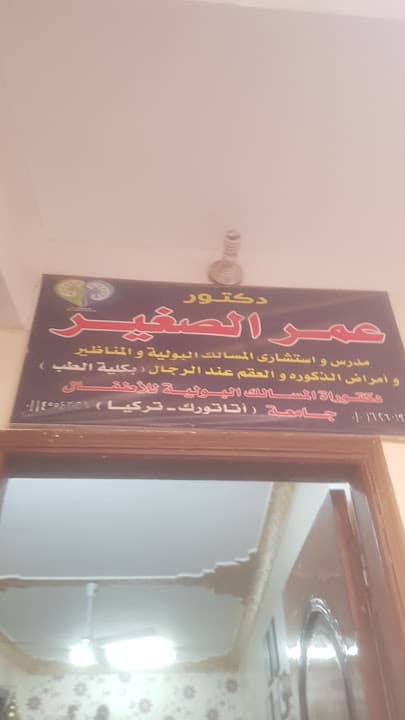 دكتور
عمر الصغير
مدرس و استشارى المسالك البولية و المناظير
و امراض الذكوره و العقم عند الرجال ( بكلية الطب )
دكتوراة المسالك البولية للأطفال
جامعة ( أتاتورك - تركيا )